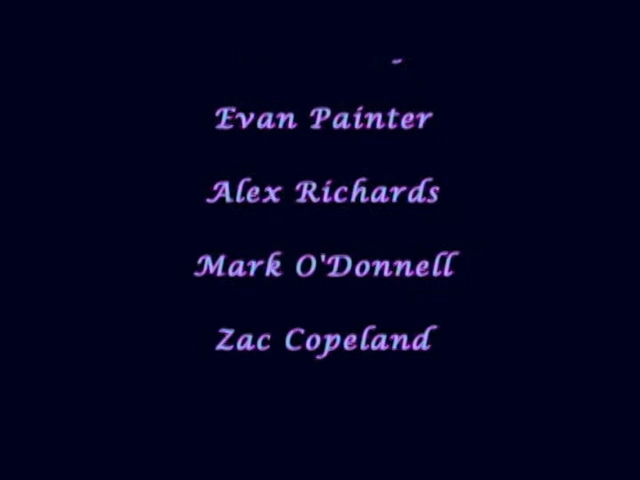 Evan Painter
Alex Richards
Mark O'Donnell
Zac Copeland